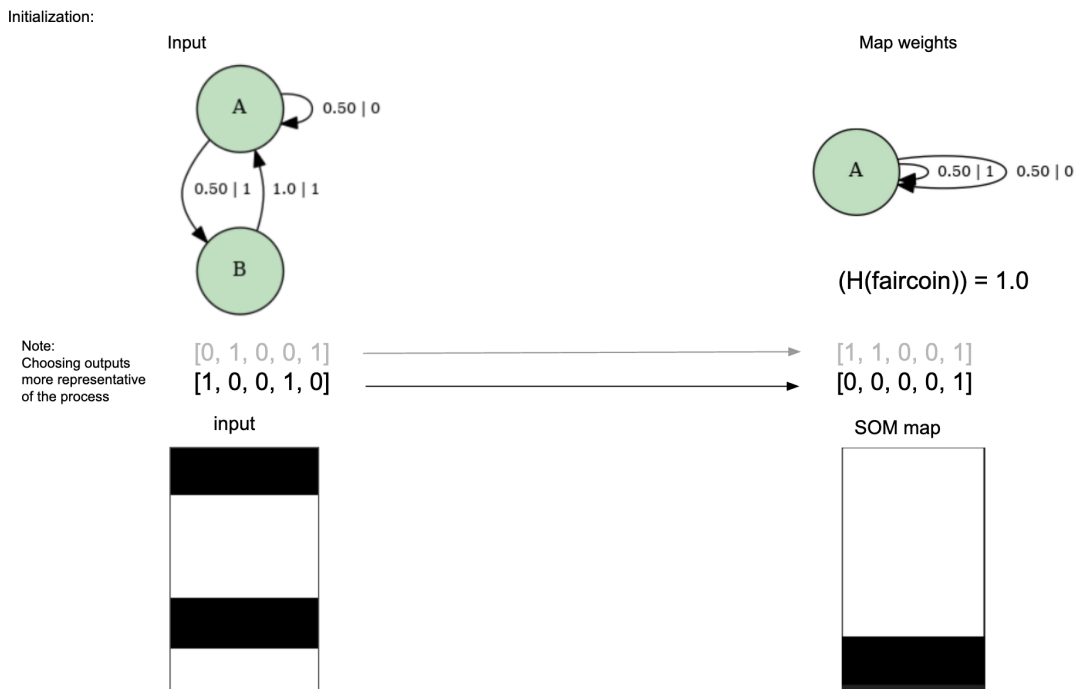 Initialization:
Input
Map weights
A
0.50 | 0
0.50 | 1
1.0 | 1
B
A
0.50 | 1
0.50 | 0
(H(faircoin)) = 1.0
Note:
Choosing outputs
more representative
of the process
[0, 1, 0, 0, 1]
[1, 0, 0, 1, 0]
[1, 1, 0, 0, 1]
[0, 0, 0, 0, 1]
input
SOM map